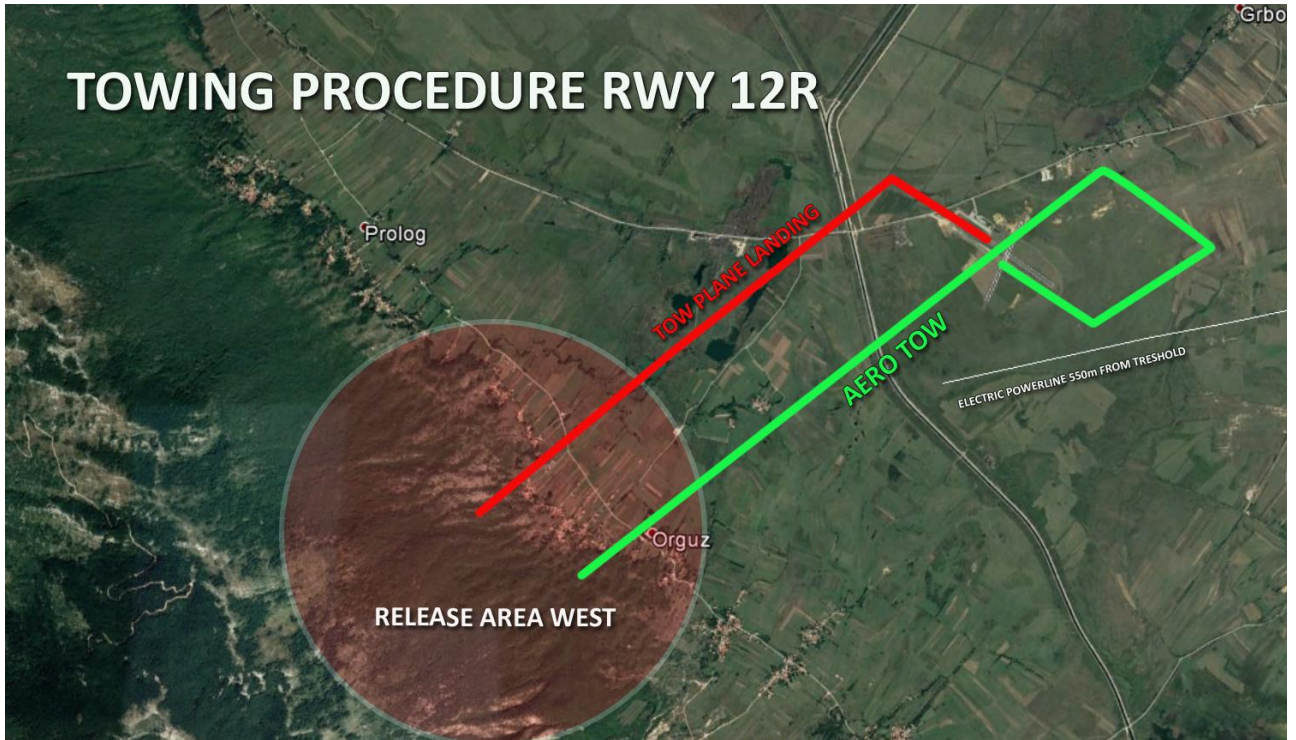 Grbo
TOWING PROCEDURE RWY 12R
Prolog
TOW PLANE LANDING
AERO TOW
ELECTRIC POWERLINE 550m FROM TRESHOLD
Orguz
RELEASE AREA WEST